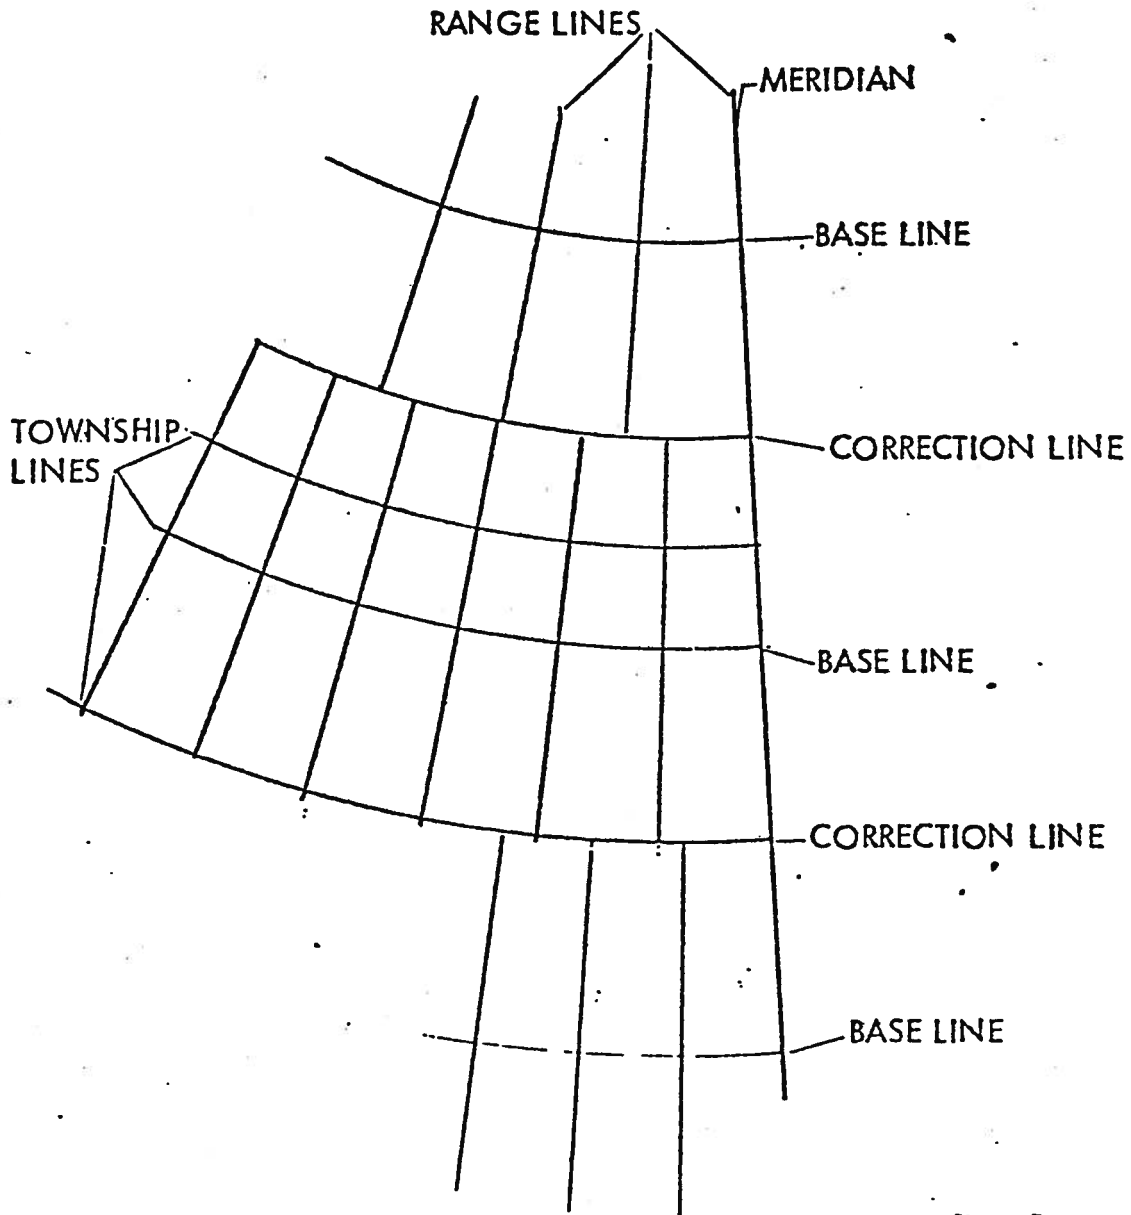 RANGE LINES
MERIDIAN
BASE LINE
TOWNSHIP
LINES
CORRECTION LINE
BASE LINE
CORRECTION LINE
BASE LINE